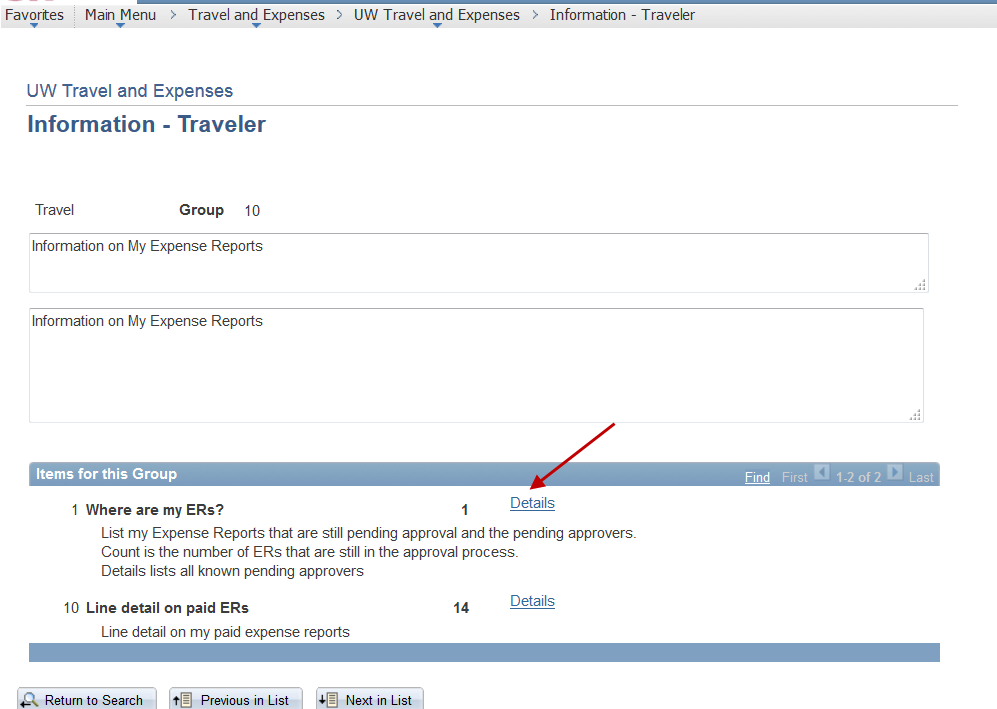 Favorites Main Menu > Travel and Expenses > UW Travel and Expenses > Information - Traveler
UW Travel and Expenses
Information - Traveler
Travel Group 10
Information on My Expense Reports
Information on My Expense Reports
Items for this Group Find First 1-2 of 2 Last
1 Where are my ERs? 1 Details
List my Expense Reports that are still pending approval and the pending approvers.
Count is the number of ERs that are still in the approval process.
Details lists all known pending approvers
10 Line detail on paid ERs 14 Details
Line detail on my paid expense reports
Return to Search Previous in List Next in List